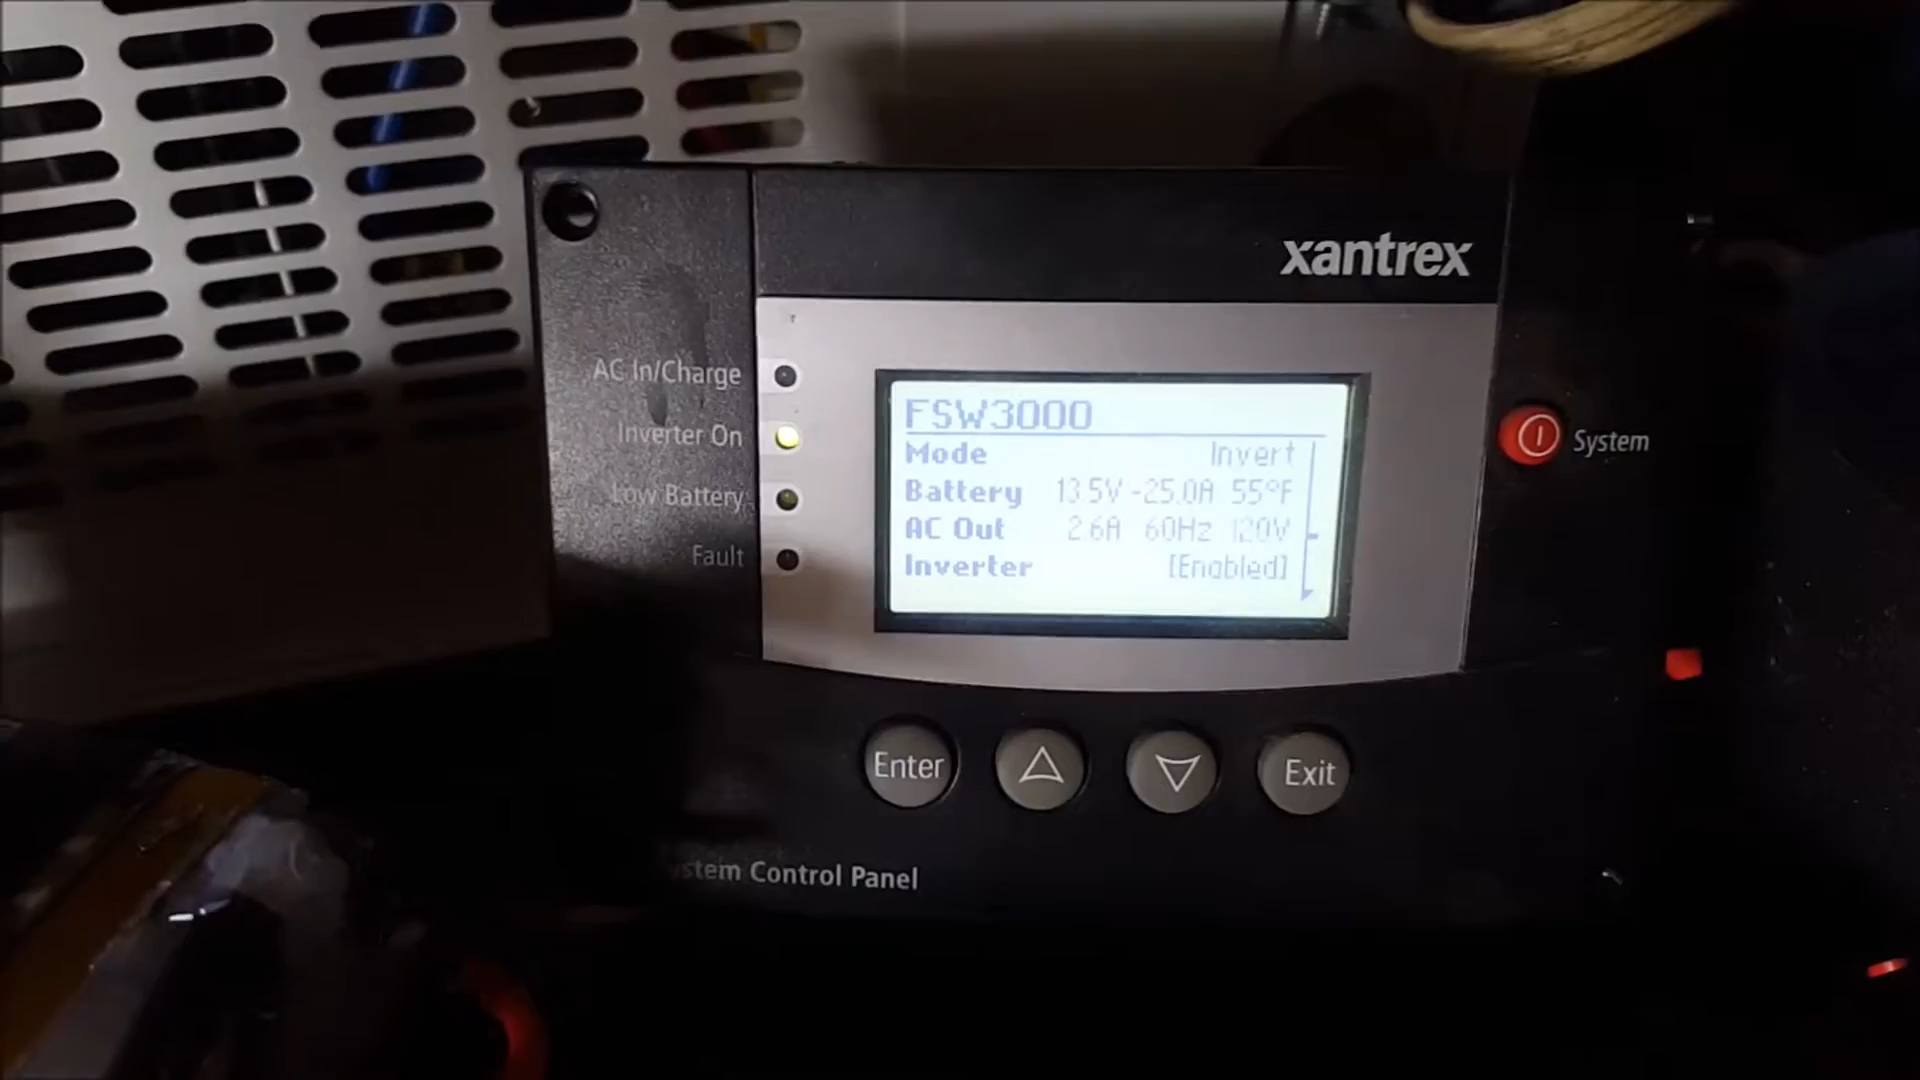 xantrex
AC In/Charge
Inverter On
Low Battery
Fault
FSW3000
Mode Invert
Battery 13.5V -25.0A 55°F
AC Out 2.6A 60Hz 120V
Inverter [Enabled]
System
Enter
Exit
Control Panel